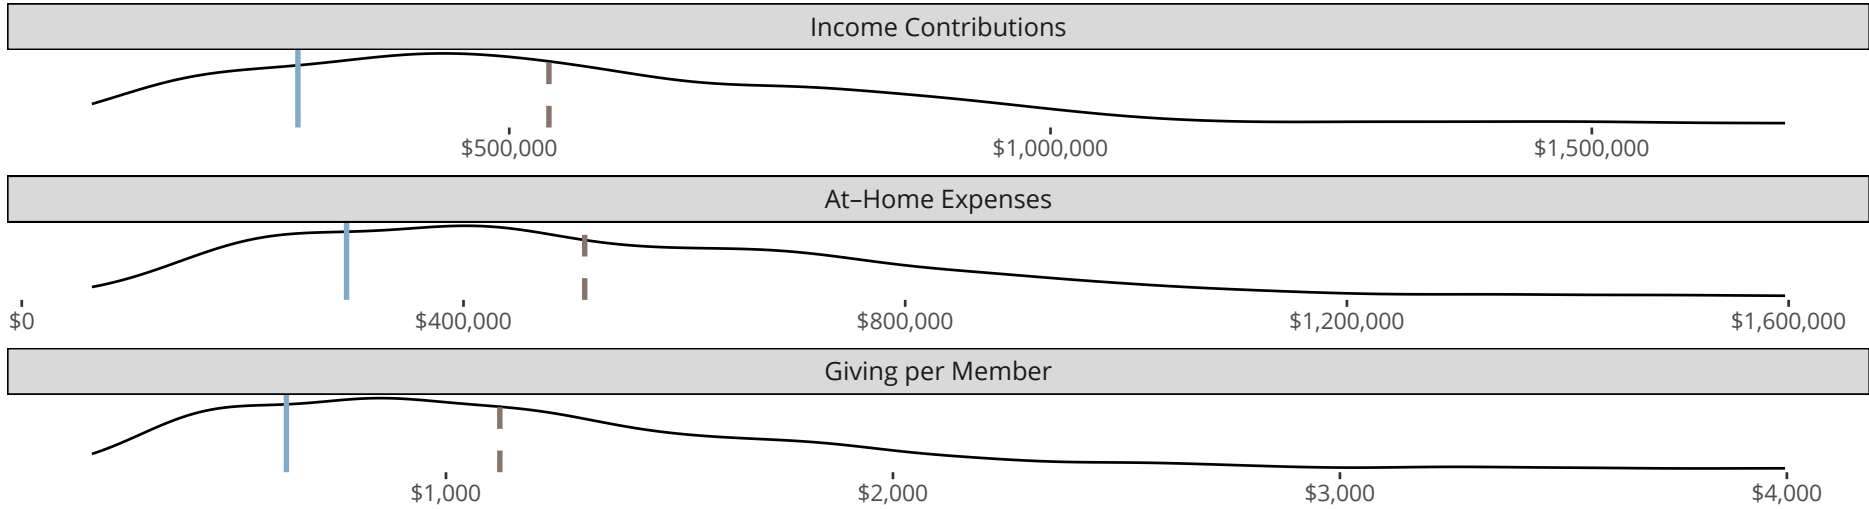 Income Contributions
$500,000 $1,000,000 $1,500,000
At–Home Expenses
$0 $400,000 $800,000 $1,200,000 $1,600,000
Giving per Member
$1,000 $2,000 $3,000 $4,000